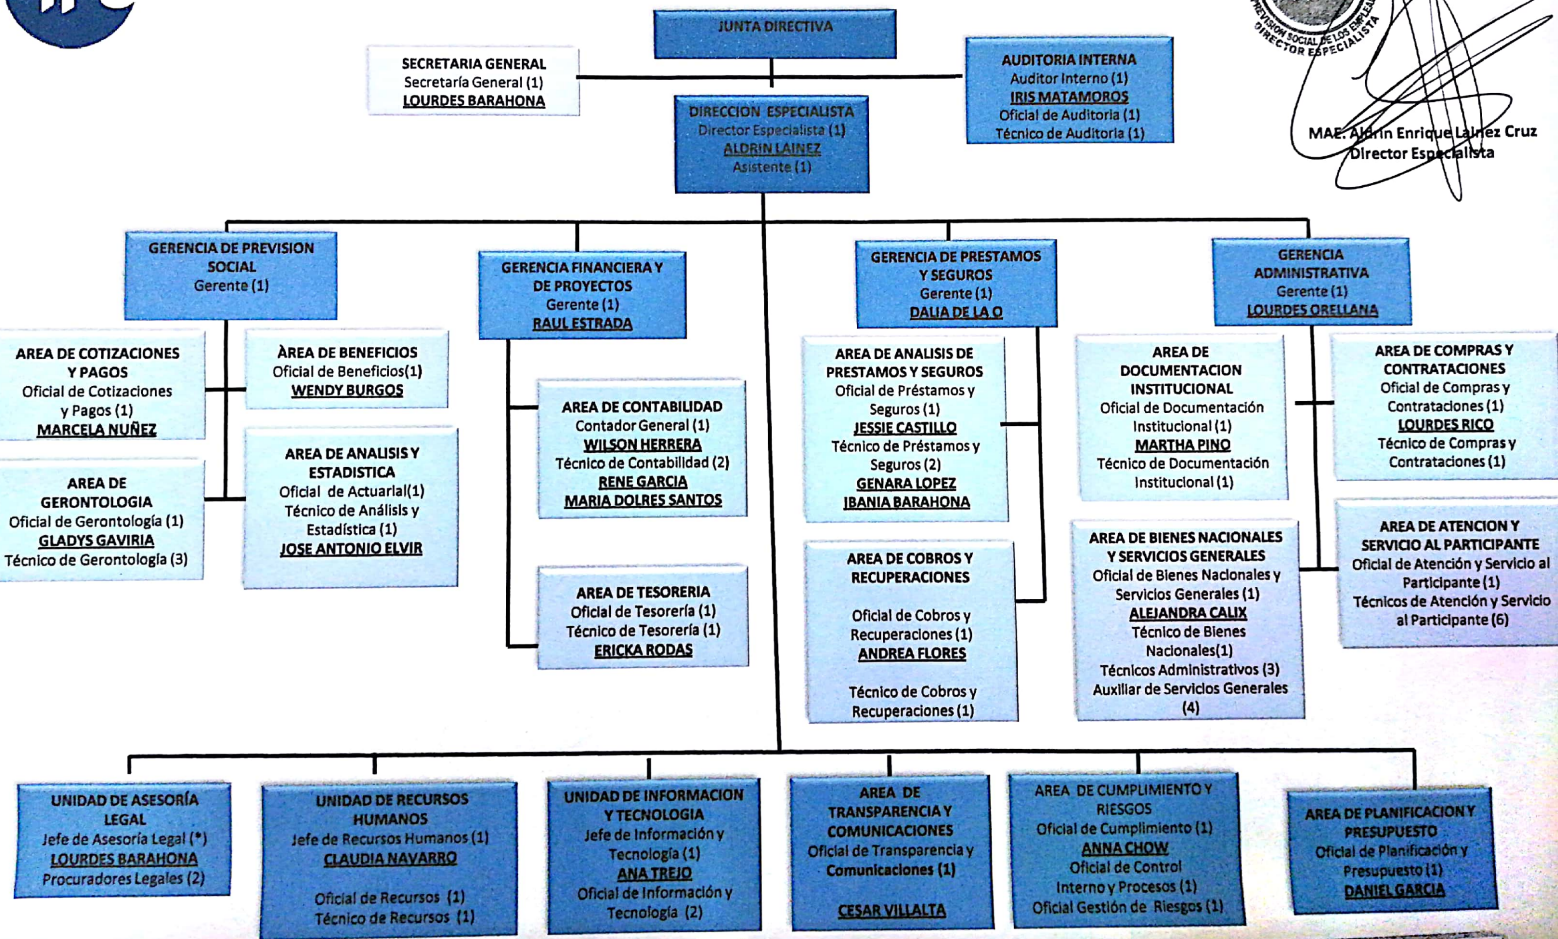 JUNTA DIRECTIVA
SECRETARIA GENERAL
Secretaría General (1)
LOURDES BARAHONA
AUDITORIA INTERNA
Auditor Interno (1)
IRIS MATAMOROS
Oficial de Auditoria (1)
Técnico de Auditoria (1)
DIRECTOR ESPECIALISTA
MAE. Aldrin Enrique Lainez Cruz
Director Especialista
DIRECCION ESPECIALISTA
Director Especialista (1)
ALDRIN LAINEZ
Asistente (1)
GERENCIA DE PREVISION
SOCIAL
Gerente (1)
GERENCIA FINANCIERA Y
DE PROYECTOS
Gerente (1)
RAUL ESTRADA
GERENCIA DE PRESTAMOS
Y SEGUROS
Gerente (1)
DALIA DE LA O
GERENCIA
ADMINISTRATIVA
Gerente (1)
LOURDES ORELLANA
AREA DE COTIZACIONES
Y PAGOS
Oficial de Cotizaciones
y Pagos (1)
MARCELA NUÑEZ
ÀREA DE BENEFICIOS
Oficial de Beneficios(1)
WENDY BURGOS
AREA DE
GERONTOLOGIA
Oficial de Gerontología (1)
GLADYS GAVIRIA
Técnico de Gerontología (3)
AREA DE ANALISIS Y
ESTADISTICA
Oficial de Actuarial(1)
Técnico de Análisis y
Estadística (1)
JOSE ANTONIO ELVIR
AREA DE CONTABILIDAD
Contador General (1)
WILSON HERRERA
Técnico de Contabilidad (2)
RENE GARCIA
MARIA DOLRES SANTOS
AREA DE TESORERIA
Oficial de Tesorería (1)
Técnico de Tesorería (1)
ERICKA RODAS
AREA DE ANALISIS DE
PRESTAMOS Y SEGUROS
Oficial de Préstamos y
Seguros (1)
JESSIE CASTILLO
Técnico de Préstamos y
Seguros (2)
GENARA LOPEZ
IBANIA BARAHONA
AREA DE COBROS Y
RECUPERACIONES
Oficial de Cobros y
Recuperaciones (1)
ANDREA FLORES
Técnico de Cobros y
Recuperaciones (1)
AREA DE
DOCUMENTACION
INSTITUCIONAL
Oficial de Documentación
Institucional (1)
MARTHA PINO
Técnico de Documentación
Institucional (1)
AREA DE COMPRAS Y
CONTRATACIONES
Oficial de Compras y
Contrataciones (1)
LOURDES RICO
Técnico de Compras y
Contrataciones (1)
AREA DE BIENES NACIONALES
Y SERVICIOS GENERALES
Oficial de Bienes Nacionales y
Servicios Generales (1)
ALEJANDRA CALIX
Técnico de Bienes
Nacionales(1)
Técnicos Administrativos (3)
Auxiliar de Servicios Generales
(4)
AREA DE ATENCION Y
SERVICIO AL PARTICIPANTE
Oficial de Atención y Servicio al
Participante (1)
Técnicos de Atención y Servicio
al Participante (6)
UNIDAD DE ASESORÍA
LEGAL
Jefe de Asesoría Legal (*)
LOURDES BARAHONA
Procuradores Legales (2)
UNIDAD DE RECURSOS
HUMANOS
Jefe de Recursos Humanos (1)
CLAUDIA NAVARRO
Oficial de Recursos (1)
Técnico de Recursos (1)
UNIDAD DE INFORMACION
Y TECNOLOGIA
Jefe de Información y
Tecnología (1)
ANA TREJO
Oficial de Información y
Tecnología (2)
AREA DE
TRANSPARENCIA Y
COMUNICACIONES
Oficial de Transparencia y
Comunicaciones (1)
CESAR VILLALTA
AREA DE CUMPLIMIENTO Y
RIESGOS
Oficial de Cumplimiento (1)
ANNA CHOW
Oficial de Control
Interno y Procesos (1)
Oficial Gestión de Riesgos (1)
AREA DE PLANIFICACION Y
PRESUPUESTO
Oficial de Planificación y
Presupuesto (1)
DANIEL GARCIA